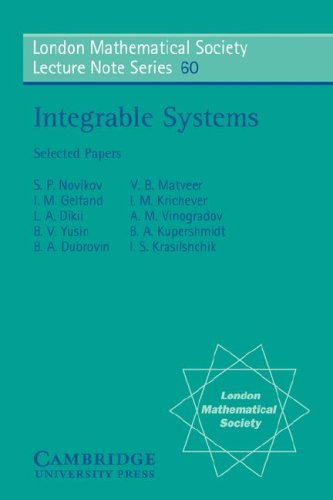 London Mathematical Society
Lecture Note Series 60
Integrable Systems
Selected Papers
S. P. Novikov
I. M. Gelfand
L. A. Dikii
B. V. Yusin
B. A. Dubrovin
V. B. Matveer
I. M. Krichever
A. M. Vinogradov
B. A. Kupershmidt
I. S. Krasilshchik
London
Mathematical
Society
CAMBRIDGE
UNIVERSITY PRESS